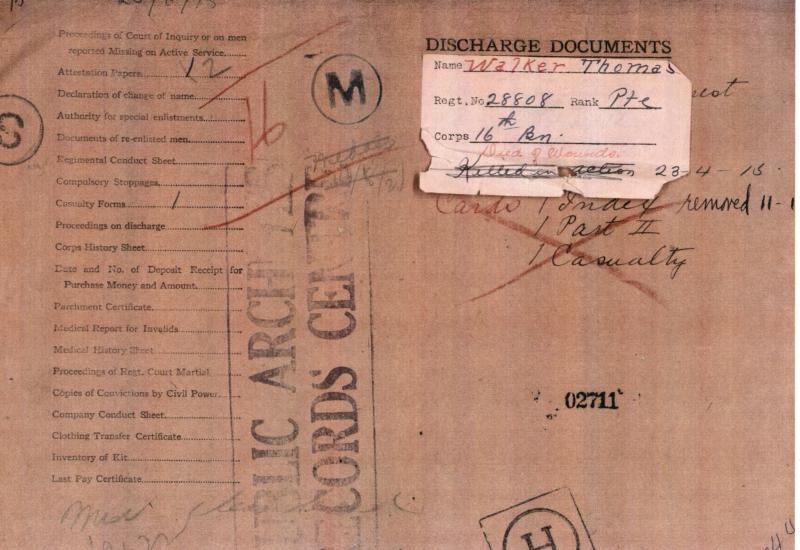 Proceedings of Court of Inquiry or on men
reported Missing on Active Service
Attestation Papers 12
Declaration of change of name
Authority for special enlistments
Documents of re-enlisted men
Regimental Conduct Sheet
Compulsory Stoppages
Casualty Forms 1
Proceedings on discharge
Corps History Sheet
Date and No. of Deposit Receipt for
Purchase Money and Amount.
Parchment Certificate
Medical Report for Invalids
Medical History Sheet
Proceedings of Regt. Court Martial
Copies of Convictions by Civil Power
Company Conduct Sheet
Clothing Transfer Certificate
Inventory of Kit
Last Pay Certificate
S
M
PUBLIC ARCH
RECORDS CENTRE
DISCHARGE DOCUMENTS
Name Walker Thomas
Regt. No 28808 Rank Pte
Corps 16th Bn.
Died of Wounds
Killed in action 23-4-15.
Cards 1 Index removed 11-1
1 Part II
1 Casualty
02711
H